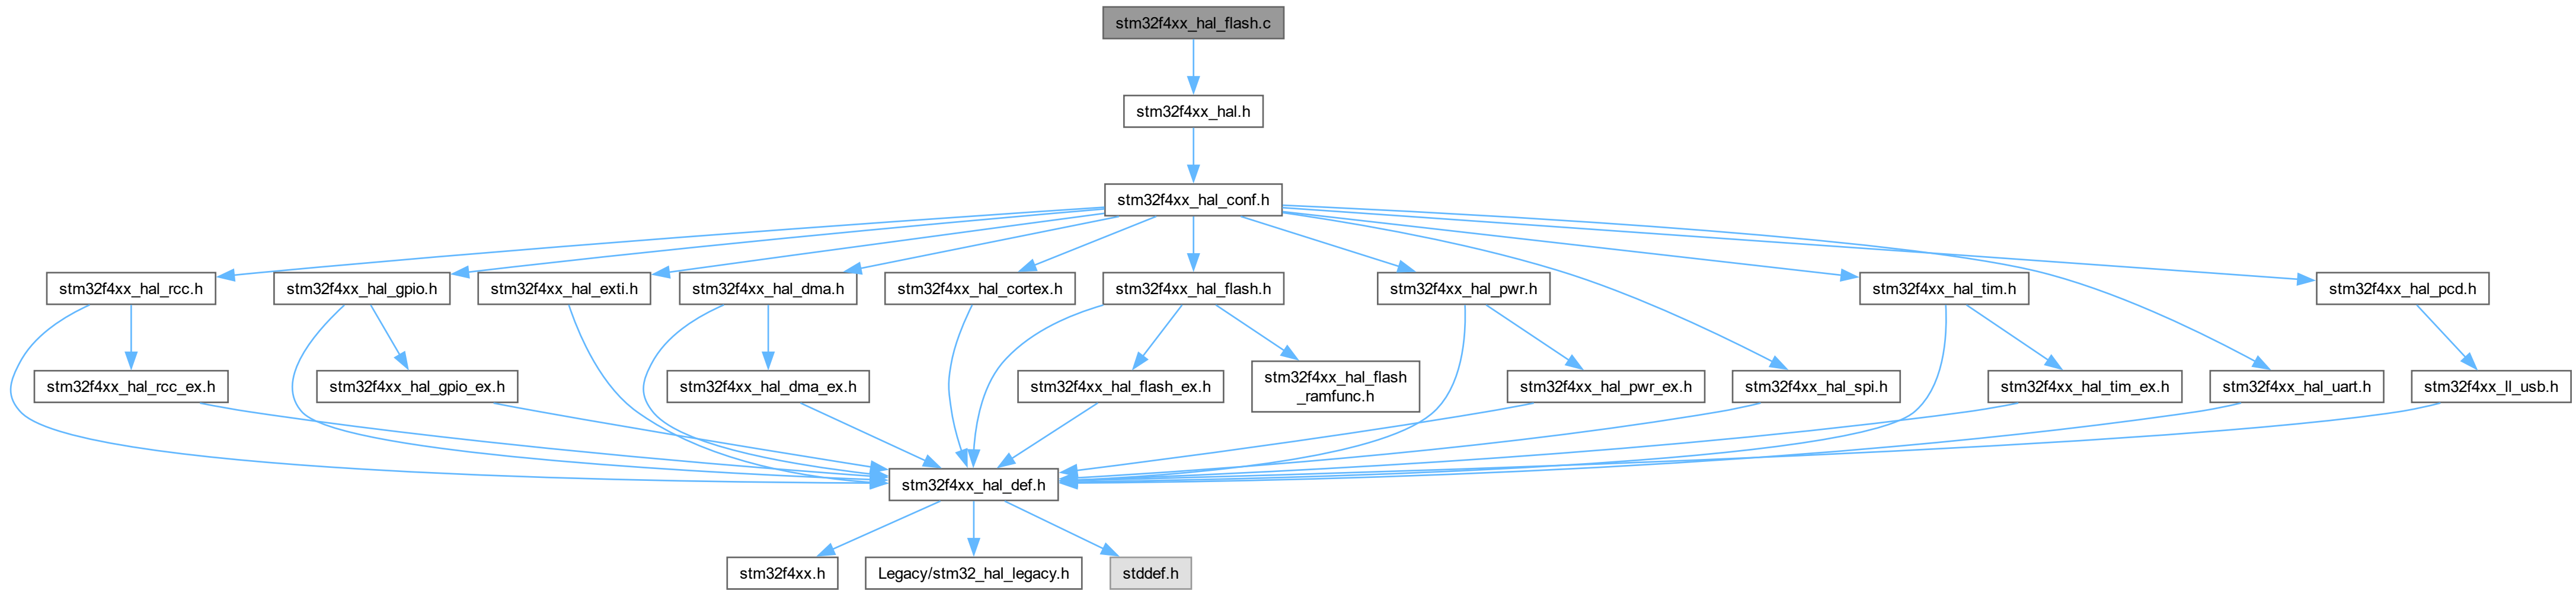 stm32f4xx_hal_flash.c
stm32f4xx_hal.h
stm32f4xx_hal_conf.h
stm32f4xx_hal_rcc.h
stm32f4xx_hal_gpio.h
stm32f4xx_hal_exti.h
stm32f4xx_hal_dma.h
stm32f4xx_hal_cortex.h
stm32f4xx_hal_flash.h
stm32f4xx_hal_pwr.h
stm32f4xx_hal_tim.h
stm32f4xx_hal_pcd.h
stm32f4xx_hal_rcc_ex.h
stm32f4xx_hal_gpio_ex.h
stm32f4xx_hal_dma_ex.h
stm32f4xx_hal_flash_ex.h
stm32f4xx_hal_flash
_ramfunc.h
stm32f4xx_hal_pwr_ex.h
stm32f4xx_hal_spi.h
stm32f4xx_hal_tim_ex.h
stm32f4xx_hal_uart.h
stm32f4xx_ll_usb.h
stm32f4xx_hal_def.h
stm32f4xx.h
Legacy/stm32_hal_legacy.h
stddef.h